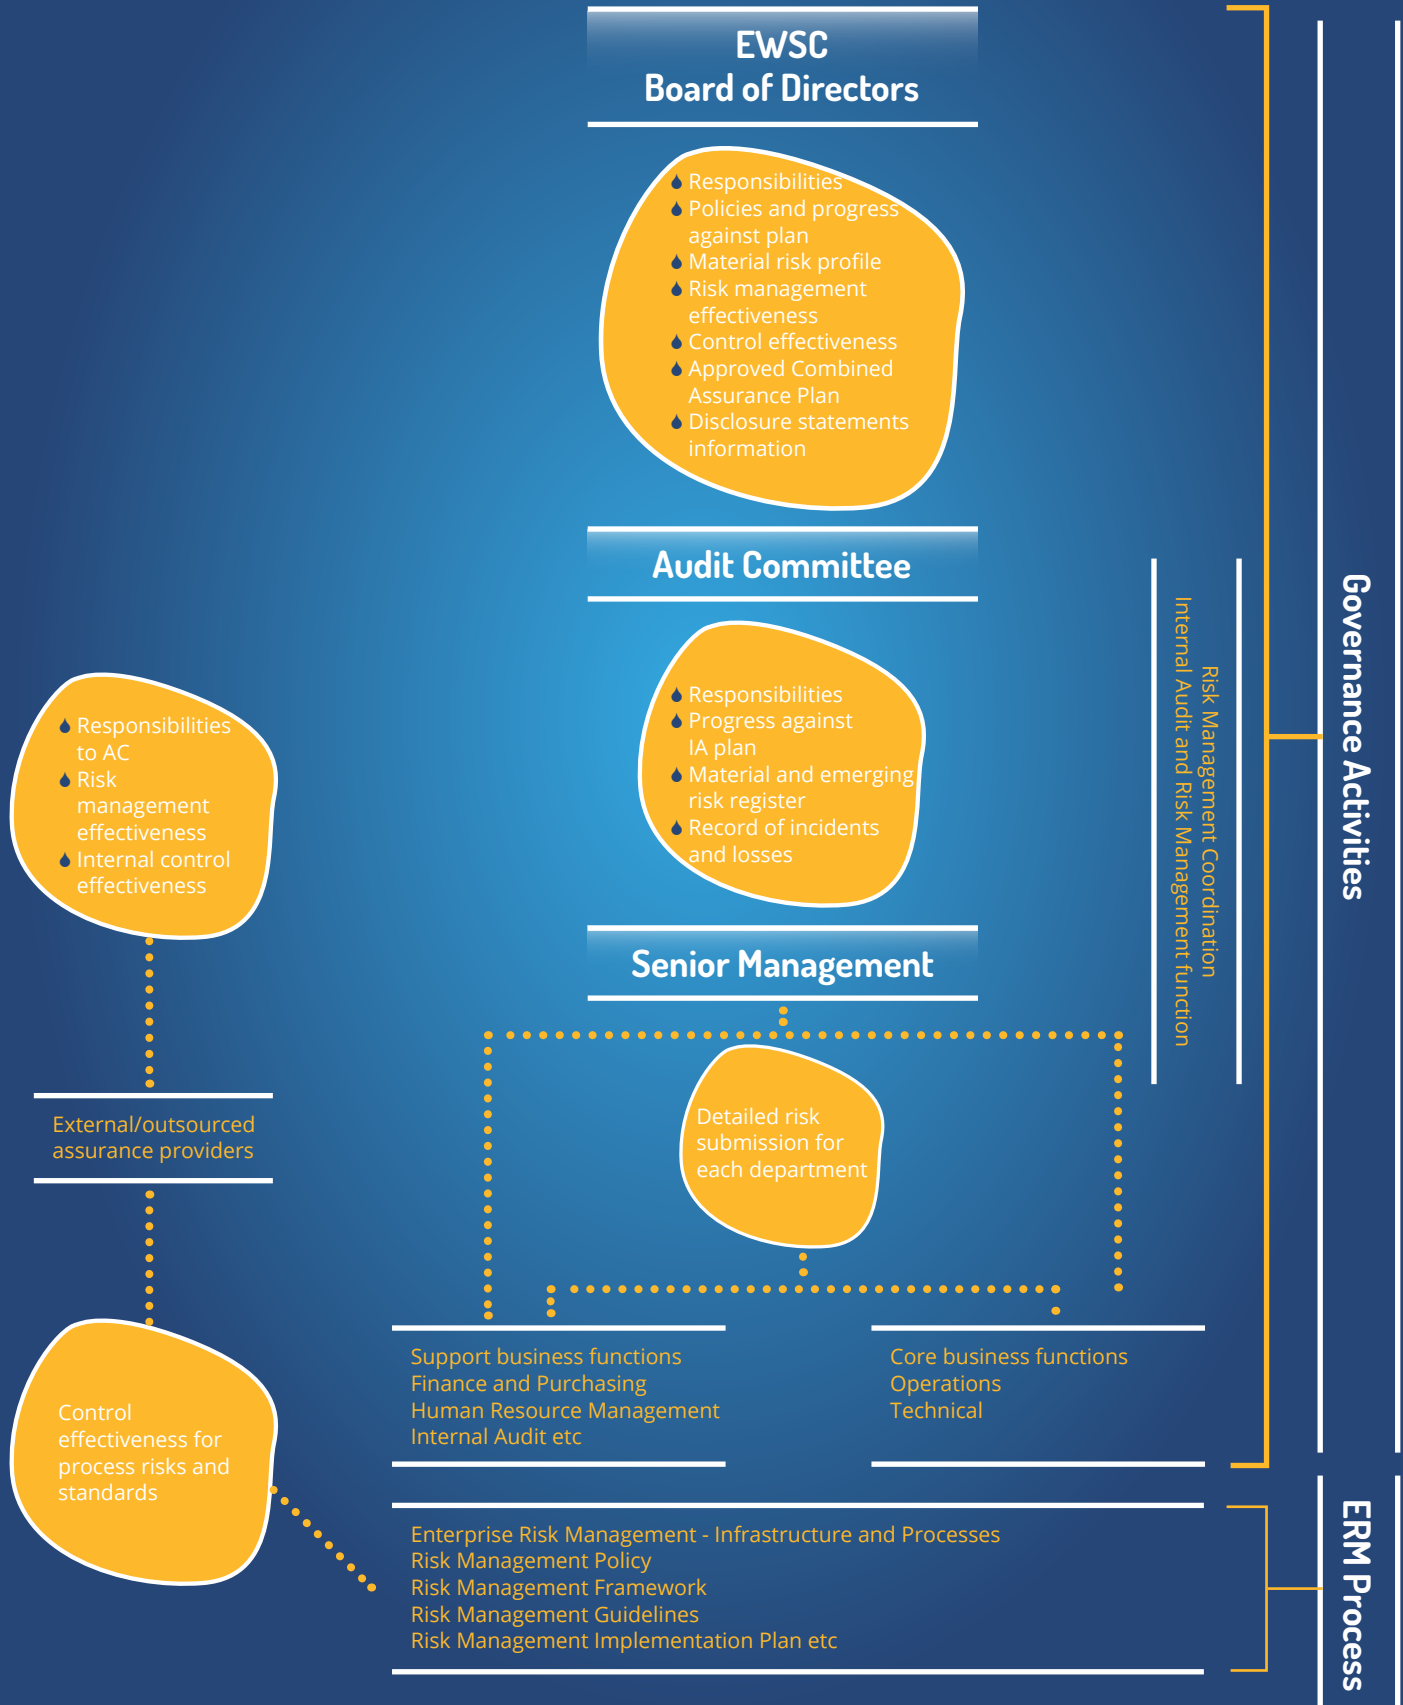 EWSC
Board of Directors
Responsibilities
Policies and progress
against plan
Material risk profile
Risk management
effectiveness
Control effectiveness
Approved Combined
Assurance Plan
Disclosure statements
information
Audit Committee
Responsibilities
Progress against
IA plan
Material and emerging
risk register
Record of incidents
and losses
Responsibilities
to AC
Risk
management
effectiveness
Internal control
effectiveness
Senior Management
Risk Management Coordination
Internal Audit and Risk Management function
Governance Activities
External/outsourced
assurance providers
Detailed risk
submission for
each department
Support business functions
Finance and Purchasing
Human Resource Management
Internal Audit etc
Core business functions
Operations
Technical
Control
effectiveness for
process risks and
standards
Enterprise Risk Management - Infrastructure and Processes
Risk Management Policy
Risk Management Framework
Risk Management Guidelines
Risk Management Implementation Plan etc
ERM Process